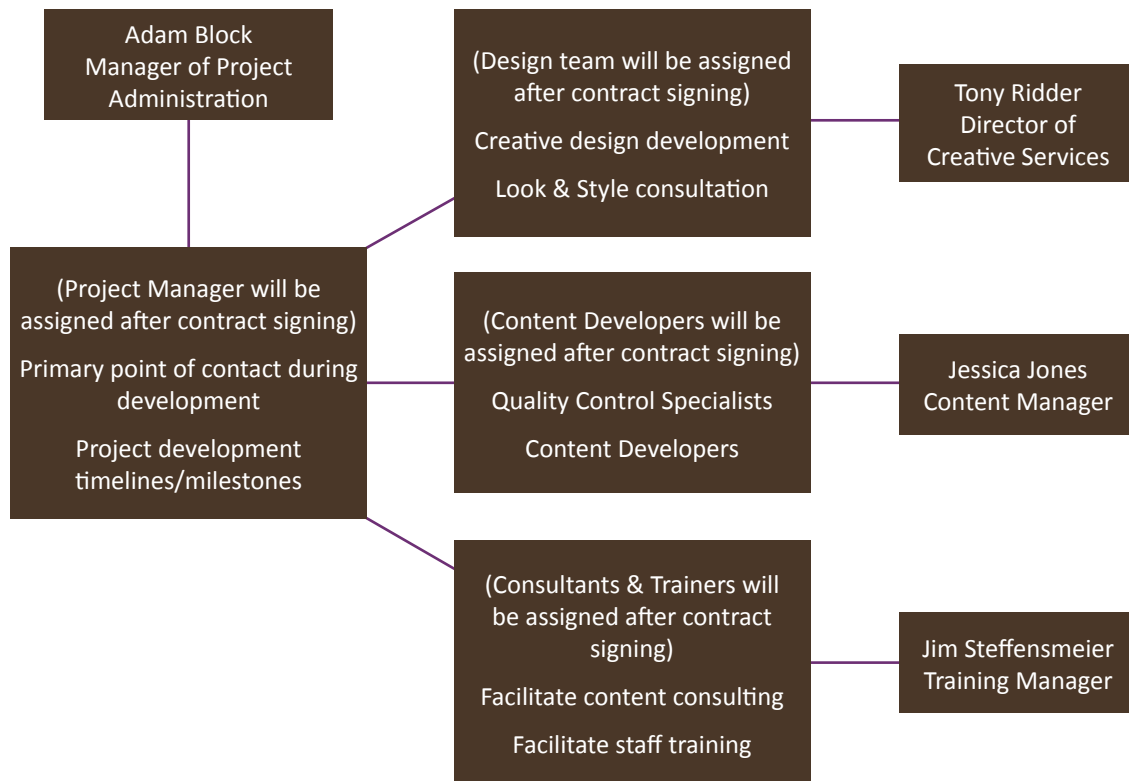 Adam Block
Manager of Project
Administration
(Design team will be assigned
after contract signing)
Creative design development
Look & Style consultation
Tony Ridder
Director of
Creative Services
(Project Manager will be
assigned after contract signing)
Primary point of contact during
development
Project development
timelines/milestones
(Content Developers will be
assigned after contract signing)
Quality Control Specialists
Content Developers
Jessica Jones
Content Manager
(Consultants & Trainers will
be assigned after contract
signing)
Facilitate content consulting
Facilitate staff training
Jim Steffensmeier
Training Manager